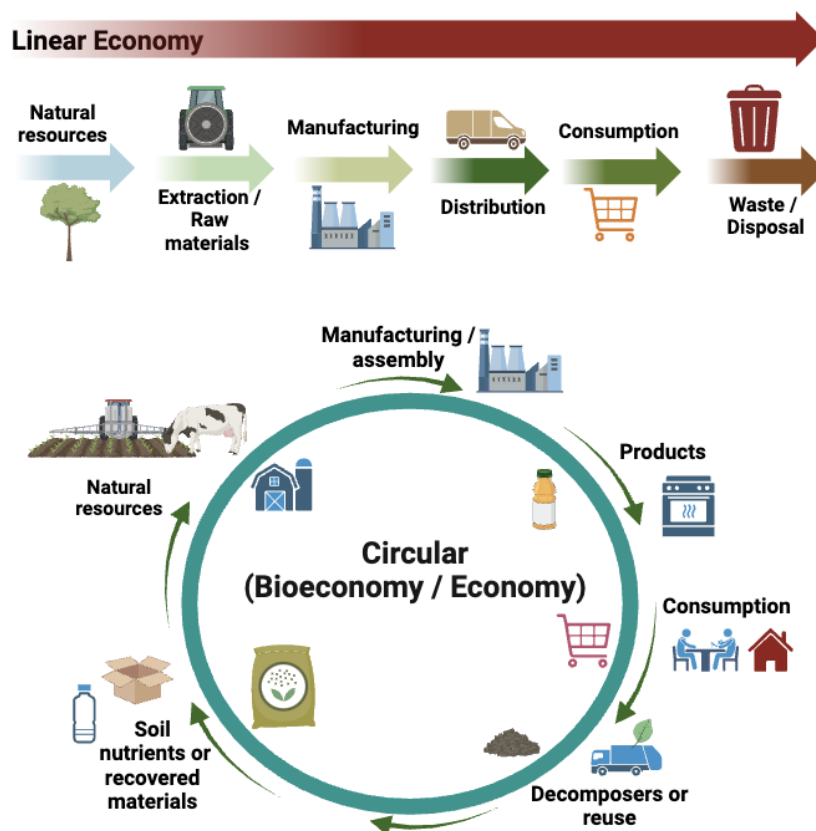 Linear Economy
Natural
resources
Extraction /
Raw
materials
Manufacturing
Distribution
Consumption
Waste /
Disposal
Manufacturing /
assembly
Products
Consumption
Decomposers or
reuse
Soil
nutrients or
recovered
materials
Natural
resources
Circular
(Bioeconomy / Economy)